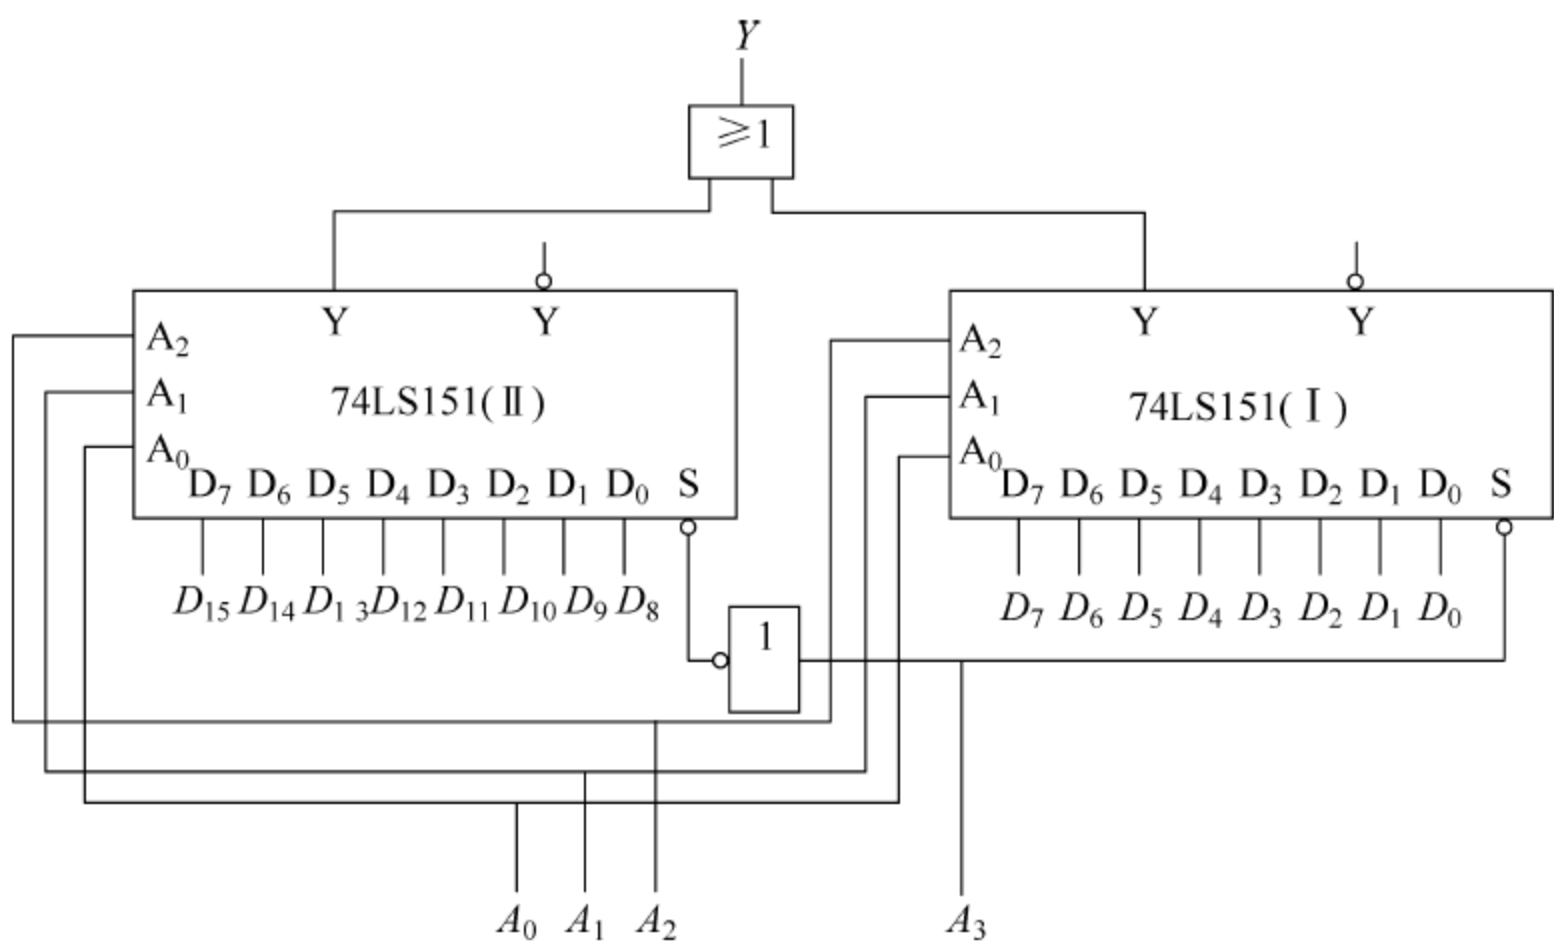 Y
≥1
Y Y Y Y
A₂ A₂
A₁ 74LS151(Ⅱ) A₁ 74LS151(Ⅰ)
A₀ A₀
D₇ D₆ D₅ D₄ D₃ D₂ D₁ D₀ S D₇ D₆ D₅ D₄ D₃ D₂ D₁ D₀ S
D₁₅ D₁₄ D₁₃ D₁₂ D₁₁ D₁₀ D₉ D₈ D₇ D₆ D₅ D₄ D₃ D₂ D₁ D₀
1
A₀ A₁ A₂ A₃